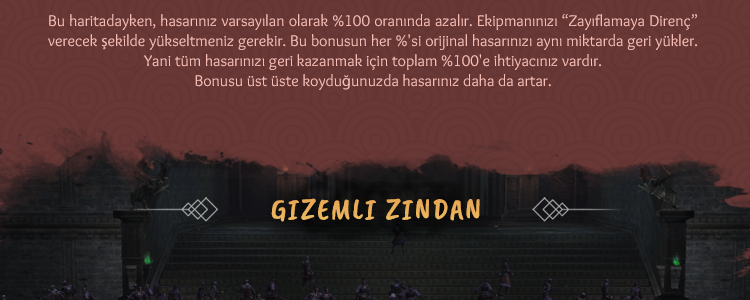 Bu haritadayken, hasarınız varsayılan olarak %100 oranında azalır. Ekipmanınızı “Zayıflamaya Direnç”
verecek şekilde yükseltmeniz gerekir. Bu bonusun her %'si orijinal hasarınızı aynı miktarda geri yükler.
Yani tüm hasarınızı geri kazanmak için toplam %100'e ihtiyacınız vardır.
Bonusu üst üste koyduğunuzda hasarınız daha da artar.
GIZEMLI ZINDAN